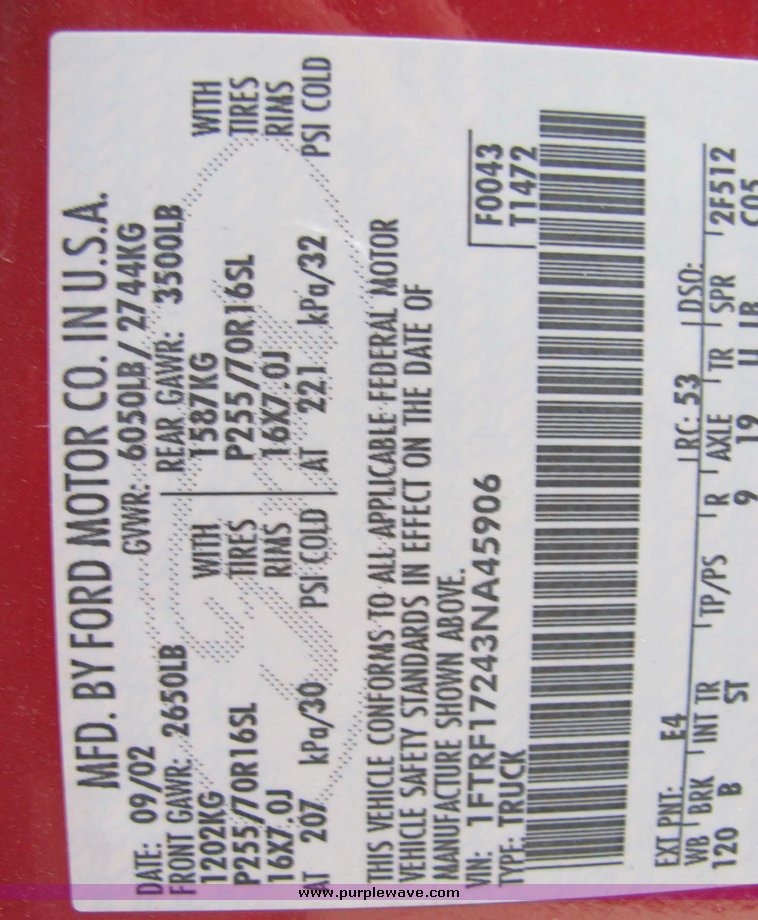 MFD. BY FORD MOTOR CO. IN U.S.A.
DATE: 09/02 GVWR: 6050LB/ 2744KG
FRONT GAWR: 2650LB REAR GAWR: 3500LB
1202KG WITH 1587KG WITH
P255/70R16SL TIRES P255/70R16SL TIRES
16X7.0J RIMS 16X7.0J RIMS
AT 207 kPa/30 PSI COLD AT 221 kPa/32 PSI COLD
THIS VEHICLE CONFORMS TO ALL APPLICABLE FEDERAL MOTOR
VEHICLE SAFETY STANDARDS IN EFFECT ON THE DATE OF
MANUFACTURE SHOWN ABOVE.
VIN: 1FTRF17243NA45906 F0043
TYPE: TRUCK T1472
EXT PNT: E4 RC: 53 DSO:
WB BRK INT TR TP/PS R AXLE TR SPR 2F512
120 B ST 9 19 U C05
www.purplewave.com